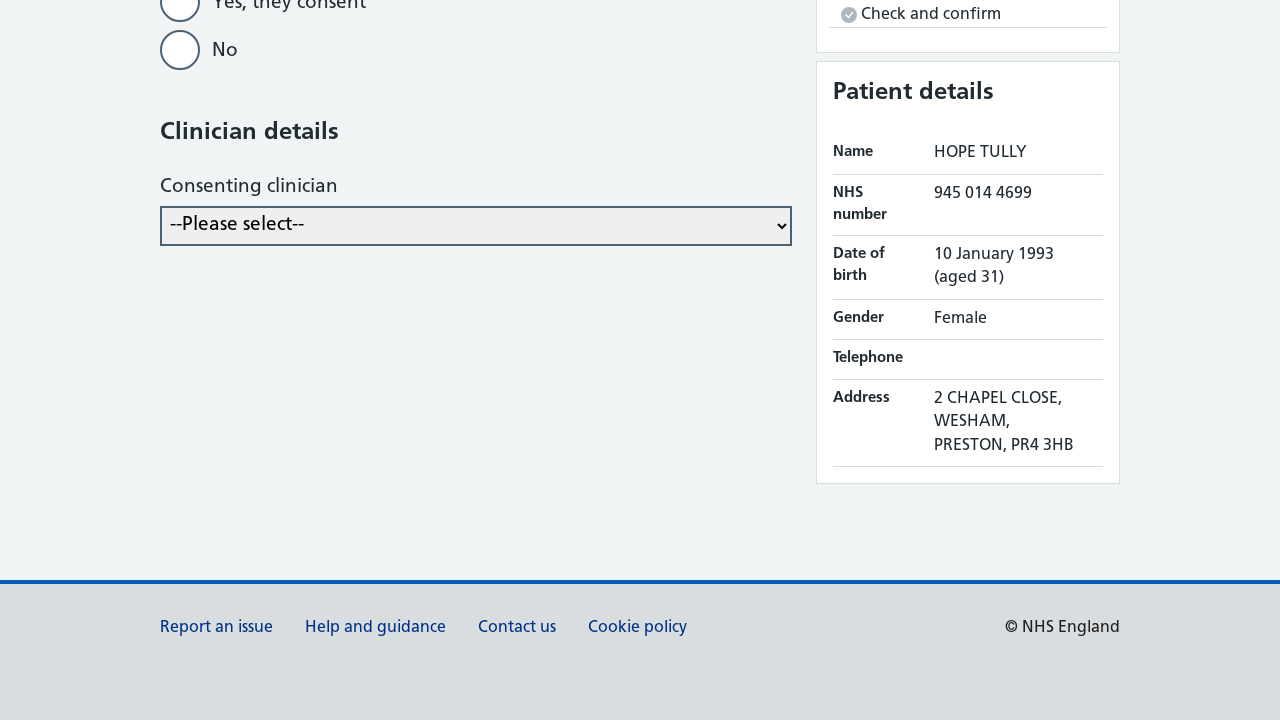 Yes, they consent
No
Clinician details
Consenting clinician
--Please select--
Check and confirm
Patient details
Name HOPE TULLY
NHS number 945 014 4699
Date of birth 10 January 1993 (aged 31)
Gender Female
Telephone
Address 2 CHAPEL CLOSE,
WESHAM,
PRESTON, PR4 3HB
Report an issue Help and guidance Contact us Cookie policy © NHS England